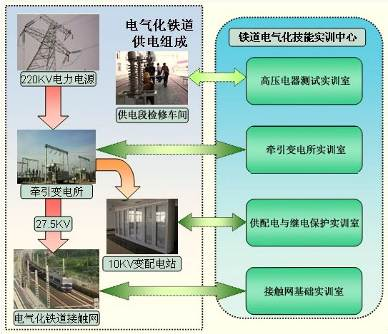 电气化铁道
供电组成
220KV电力电源
供电段检修车间
牵引变电所
27.5KV
10KV变配电站
电气化铁道接触网
铁道电气化技能实训中心
高压电器测试实训室
牵引变电所实训室
供配电与继电保护实训室
接触网基础实训室